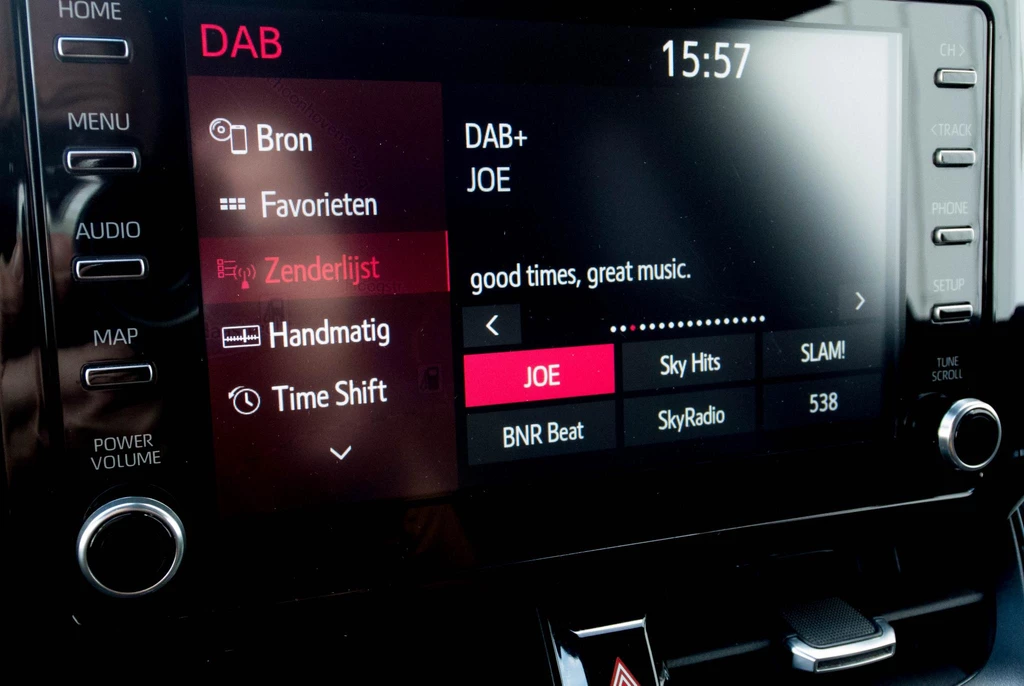 HOME
MENU
AUDIO
MAP
POWER
VOLUME
DAB
15:57
Bron
Favorieten
Zenderlijst
Handmatig
Time Shift
DAB+
JOE
good times, great music.
JOE
Sky Hits
SLAM!
BNR Beat
SkyRadio
538
CH >
< TRACK
PHONE
SETUP
TUNE
SCROLL